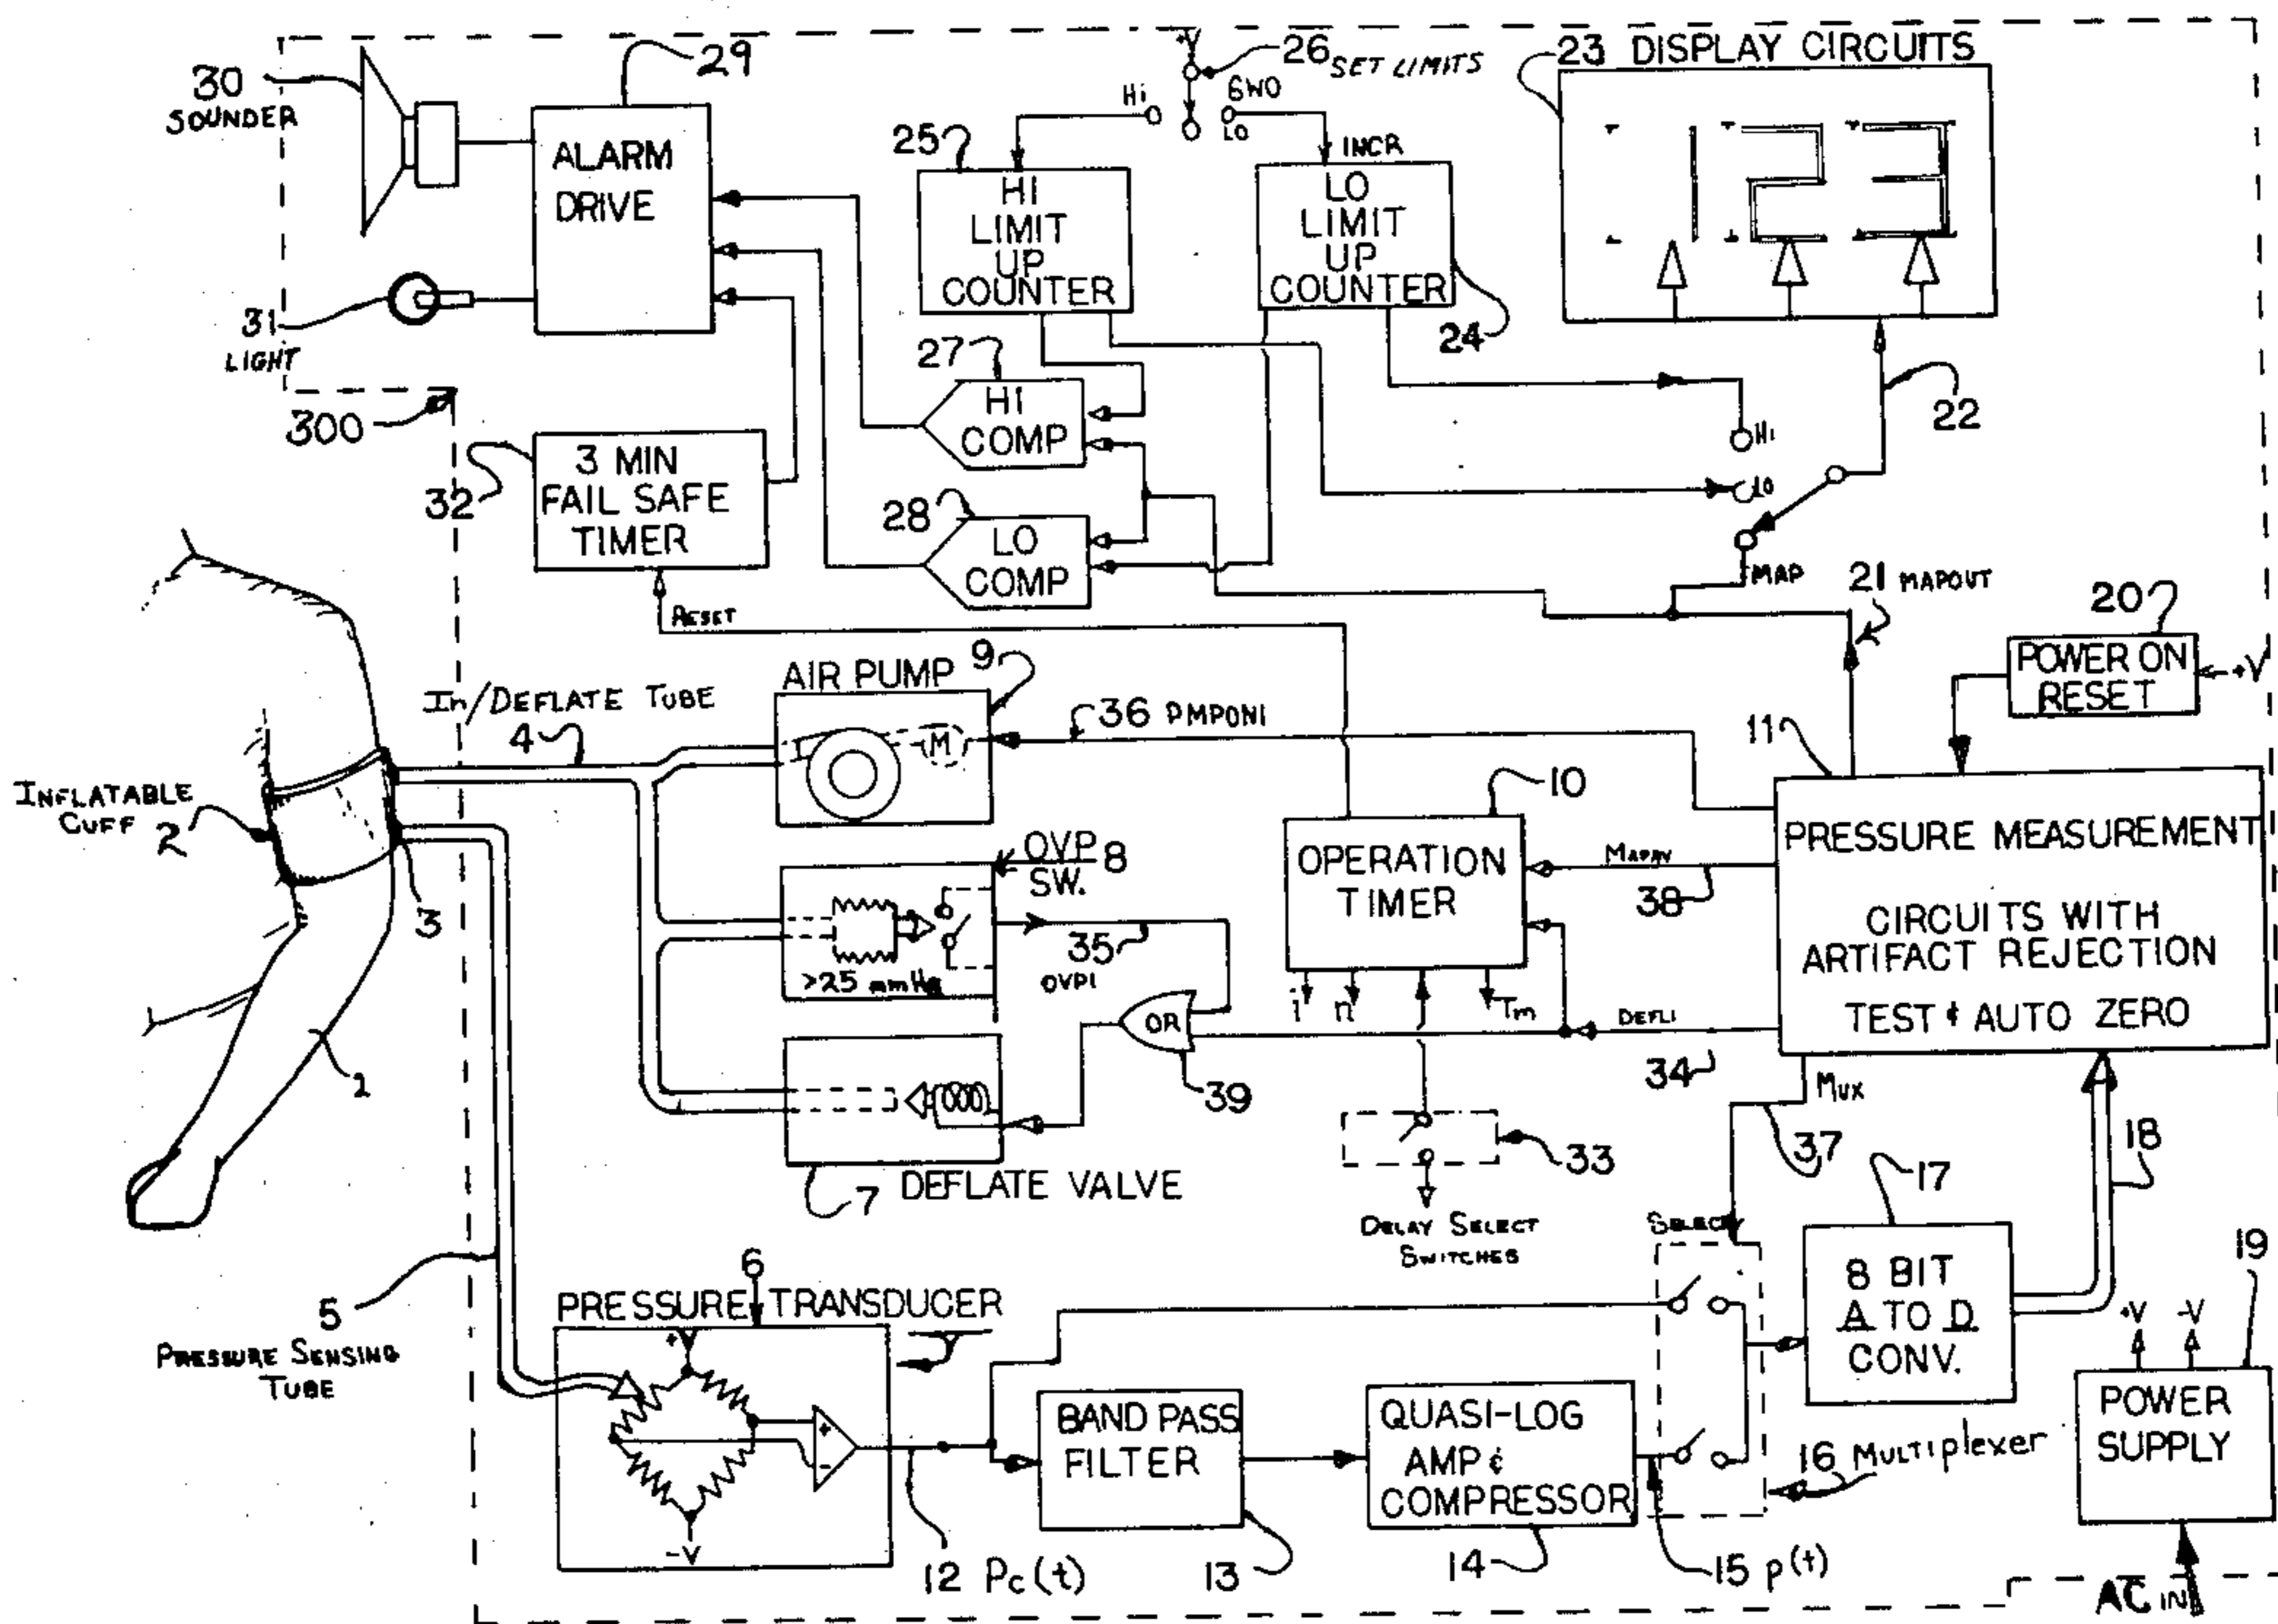 30
SOUNDER
29
ALARM
DRIVE
31
LIGHT
300
+V
26 SET LIMITS
Hi
GWO
LO
25
HI
LIMIT
UP
COUNTER
INCR
LO
LIMIT
UP
COUNTER
24
23 DISPLAY CIRCUITS
123
22
27
HI
COMP
28
LO
COMP
32
3 MIN
FAIL SAFE
TIMER
RESET
Hi
LO
MAP
21 MAPOUT
20
POWER ON
RESET
+V
In/DEFLATE TUBE
4
AIR PUMP 9
M
36 PMPON1
11
PRESSURE MEASUREMENT
CIRCUITS WITH
ARTIFACT REJECTION
TEST & AUTO ZERO
INFLATABLE
CUFF 2
3
1
OVP 8
SW.
>25 mmHg
35
OVP1
10
OPERATION
TIMER
38
i
n
Tm
OR
39
DEFL1
34
7 DEFLATE VALVE
33
DELAY SELECT
SWITCHES
MUX
37
SELECT
17
8 BIT
A TO D
CONV.
18
19
+V
-V
POWER
SUPPLY
AC IN
5
PRESSURE SENSING
TUBE
6
PRESSURE TRANSDUCER
+V
+
-
-V
12 Pc(t)
BAND PASS
FILTER
13
QUASI-LOG
AMP &
COMPRESSOR
14
15 p(t)
16 Multiplexer